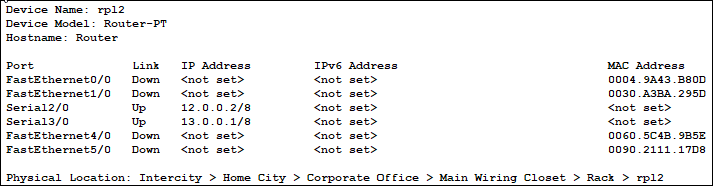 Device Name: rpl2
Device Model: Router-PT
Hostname: Router
Port Link IP Address IPv6 Address MAC Address
FastEthernet0/0 Down <not set> <not set> 0004.9A43.B80D
FastEthernet1/0 Down <not set> <not set> 0030.A3BA.295D
Serial2/0 Up 12.0.0.2/8 <not set> <not set>
Serial3/0 Up 13.0.0.1/8 <not set> <not set>
FastEthernet4/0 Down <not set> <not set> 0060.5C4B.9B5E
FastEthernet5/0 Down <not set> <not set> 0090.2111.17D8
Physical Location: Intercity > Home City > Corporate Office > Main Wiring Closet > Rack > rpl2